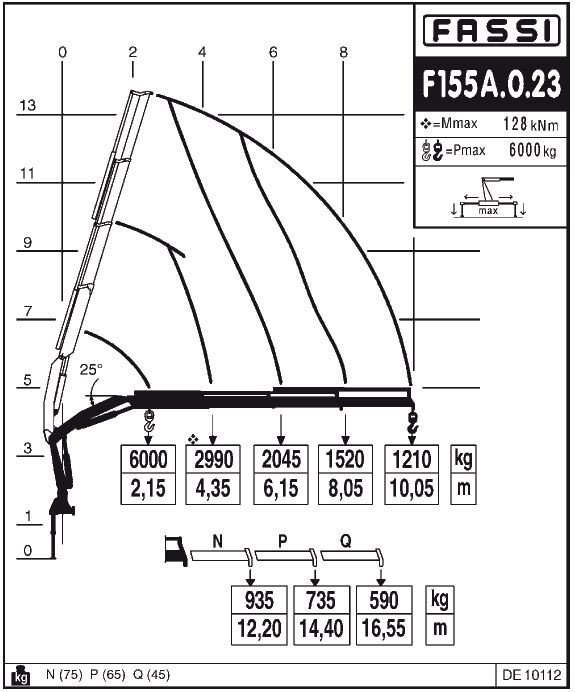 FASSI
F155A.0.23
❖=Mmax 128 kNm
=Pmax 6000 kg
max
0 2 4 6 8
13
11
9
7
5
3
1
0
25°
❖
6000 2990 2045 1520 1210 kg
2,15 4,35 6,15 8,05 10,05 m
N P Q
935 735 590 kg
12,20 14,40 16,55 m
kg N (75) P (65) Q (45)
DE 10112